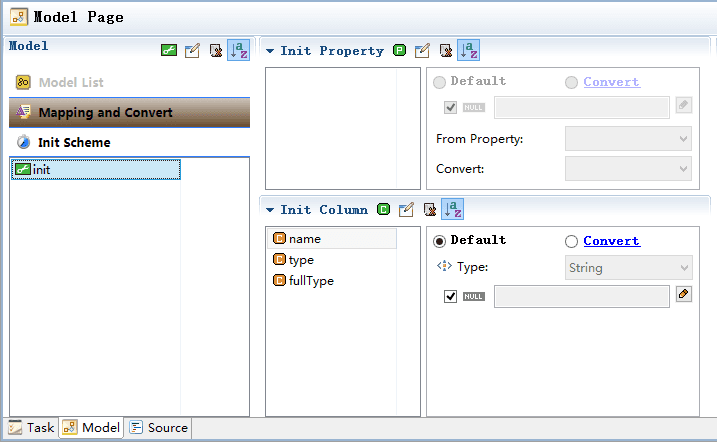 Model Page
Model
Model List
Mapping and Convert
Init Scheme
init
Init Property
Default Convert
NULL
From Property:
Convert:
Init Column
name
type
fullType
Default Convert
Type: String
NULL
Task Model Source